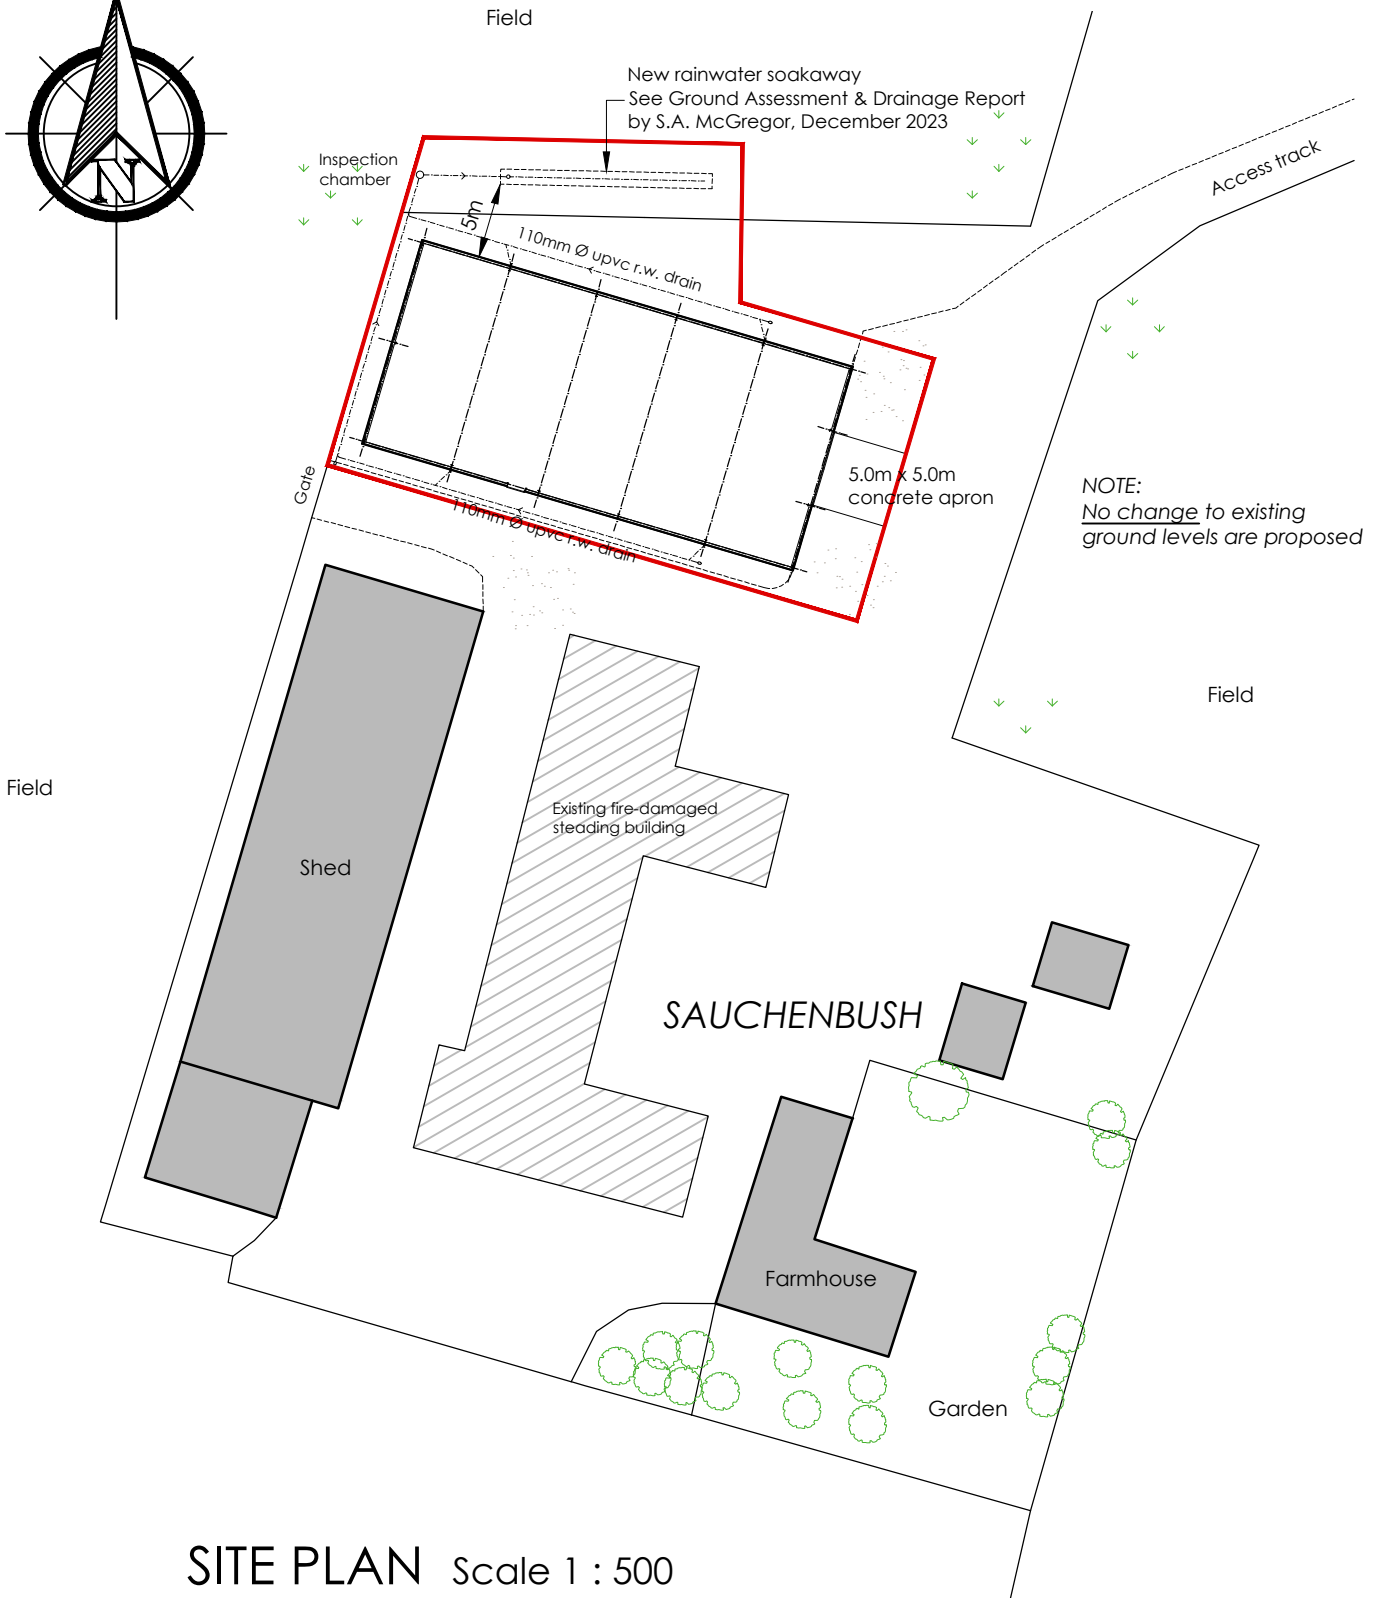 Field
New rainwater soakaway
See Ground Assessment & Drainage Report
by S.A. McGregor, December 2023
Inspection
chamber
N
Access track
5m
110mm Ø upvc r.w. drain
Gate
5.0m x 5.0m
concrete apron
110mm Ø upvc r.w. drain
NOTE:
No change to existing
ground levels are proposed
Field
Field
Existing fire-damaged
steading building
Shed
SAUCHENBUSH
Farmhouse
Garden
SITE PLAN Scale 1 : 500